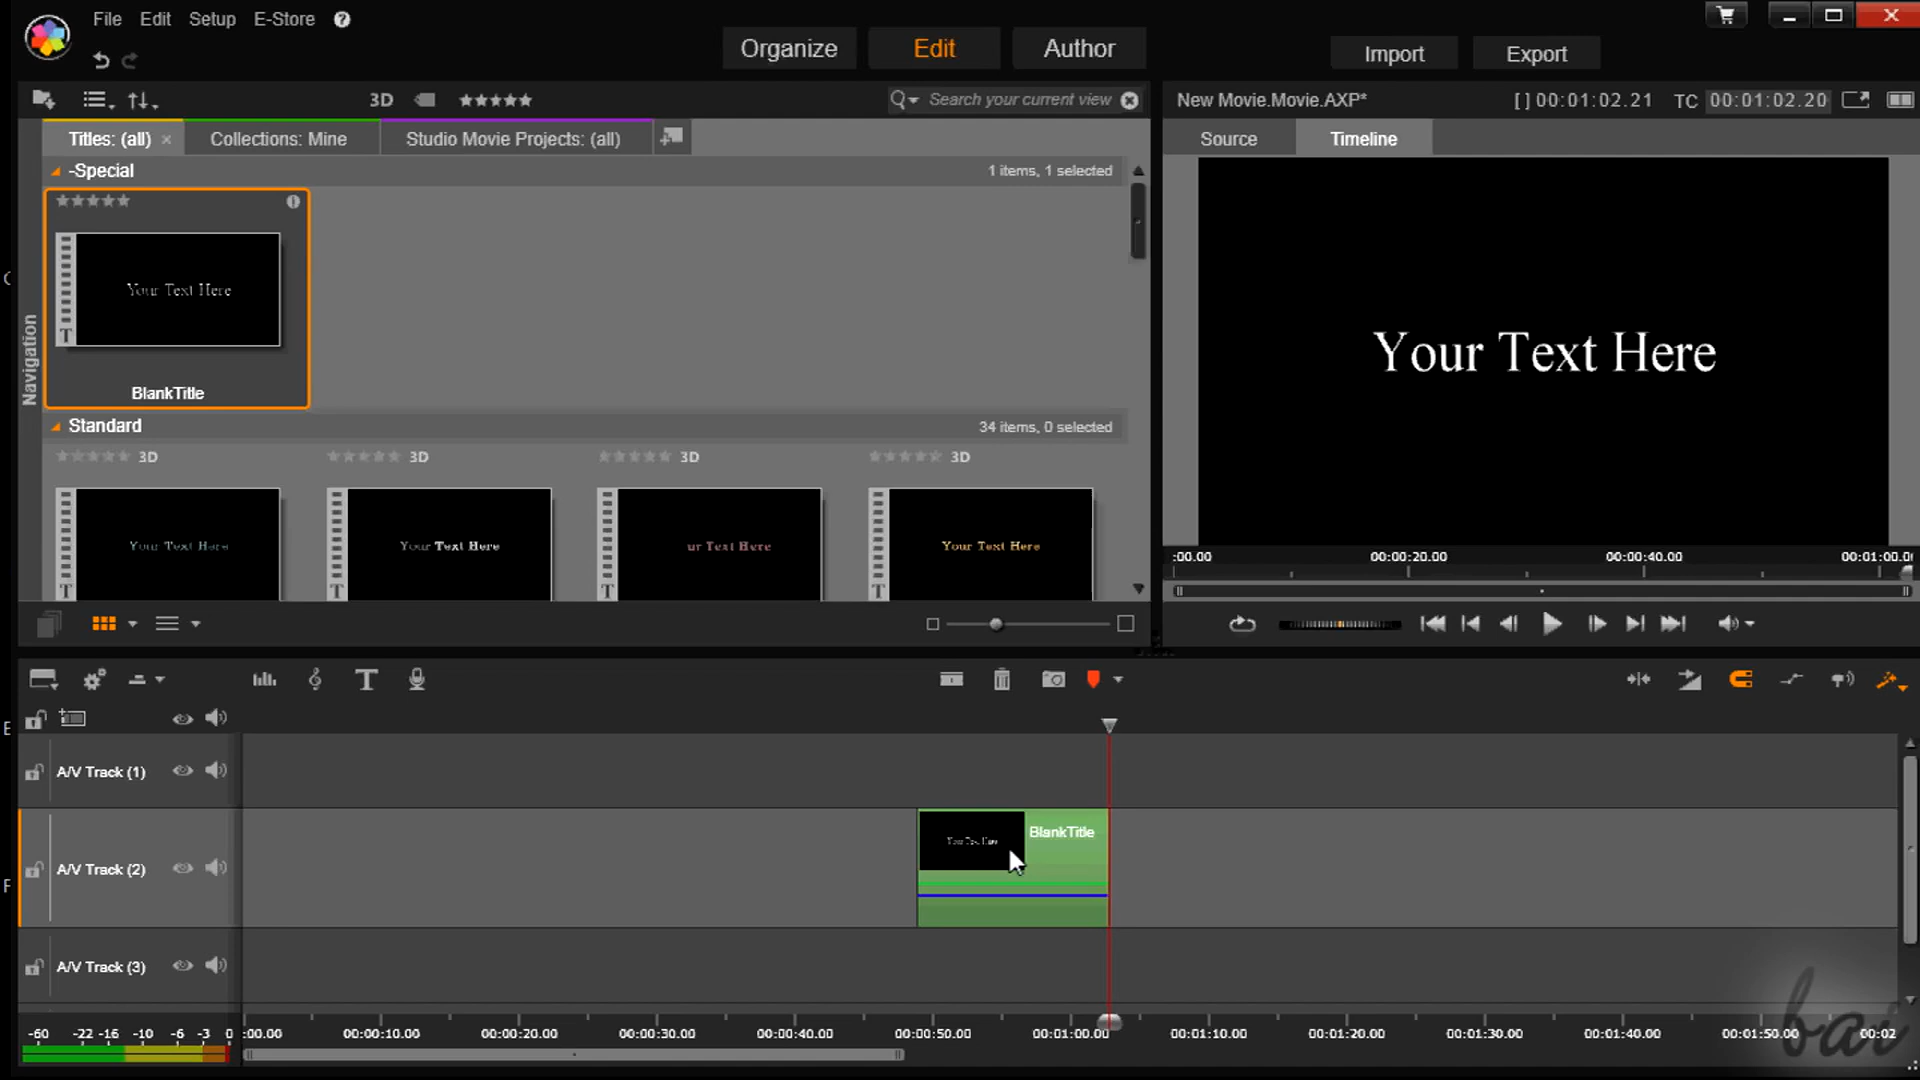 File Edit Setup E-Store ?
Organize Edit Author Import Export
3D Search your current view New Movie.Movie.AXP* [ ] 00:01:02.21 TC 00:01:02.20
Titles: (all) × Collections: Mine Studio Movie Projects: (all) Source Timeline
-Special 1 items, 1 selected
Your Text Here
T
BlankTitle
Navigation
Your Text Here
Standard 34 items, 0 selected
3D 3D 3D 3D
Your Text Here Your Text Here ur Text Here Your Text Here
T T T T
:00.00 00:00:20.00 00:00:40.00 00:01:00.0
T
A/V Track (1)
BlankTitle
Your Text Here
A/V Track (2)
A/V Track (3)
-60 -22 -16 -10 -6 -3 0 :00.00 00:00:10.00 00:00:20.00 00:00:30.00 00:00:40.00 00:00:50.00 00:01:00.00 00:01:10.00 00:01:20.00 00:01:30.00 00:01:40.00 00:01:50.00 00:02
bai